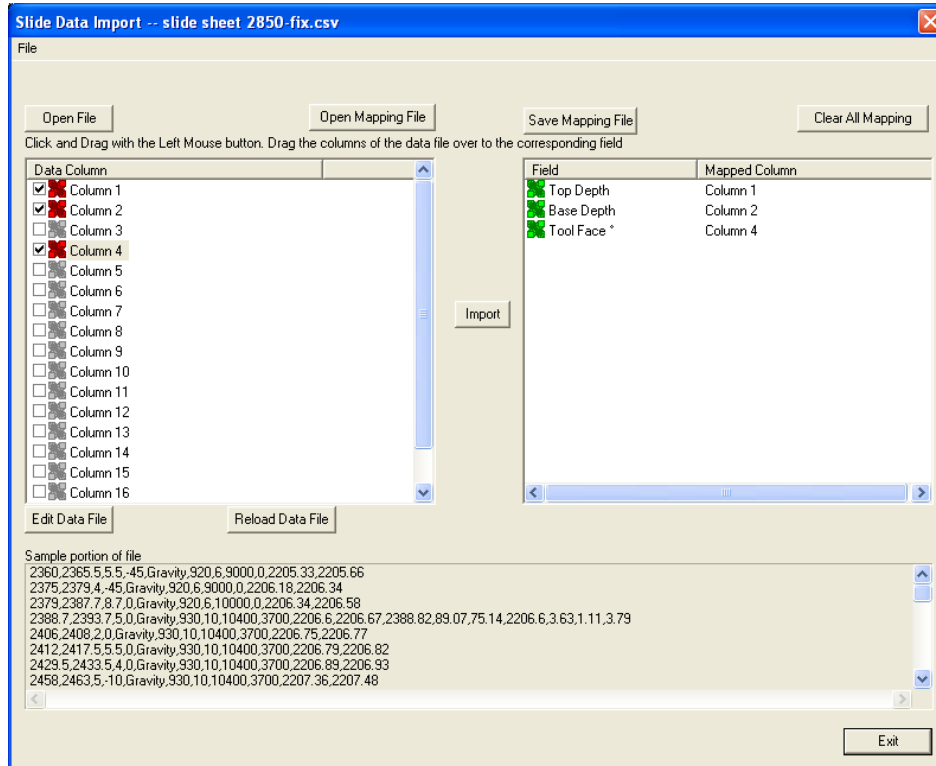 Slide Data Import -- slide sheet 2850-fix.csv
File
Open File
Open Mapping File
Save Mapping File
Clear All Mapping
Click and Drag with the Left Mouse button. Drag the columns of the data file over to the corresponding field
Data Column
Column 1
Column 2
Column 3
Column 4
Column 5
Column 6
Column 7
Column 8
Column 9
Column 10
Column 11
Column 12
Column 13
Column 14
Column 15
Column 16
Import
Field Mapped Column
Top Depth Column 1
Base Depth Column 2
Tool Face ° Column 4
Edit Data File
Reload Data File
Sample portion of file
2360,2365.5,5.5,-45,Gravity,920,6,9000,0,2205.33,2205.66
2375,2379,4,-45,Gravity,920,6,9000,0,2206.18,2206.34
2379,2387.7,8.7,0,Gravity,920,6,10000,0,2206.34,2206.58
2388.7,2393.7,5,0,Gravity,930,10,10400,3700,2206.6,2206.67,2388.82,89.07,75.14,2206.6,3.63,1.11,3.79
2406,2408,2,0,Gravity,930,10,10400,3700,2206.75,2206.77
2412,2417.5,5.5,0,Gravity,930,10,10400,3700,2206.79,2206.82
2429.5,2433.5,4,0,Gravity,930,10,10400,3700,2206.89,2206.93
2458,2463,5,-10,Gravity,930,10,10400,3700,2207.36,2207.48
Exit